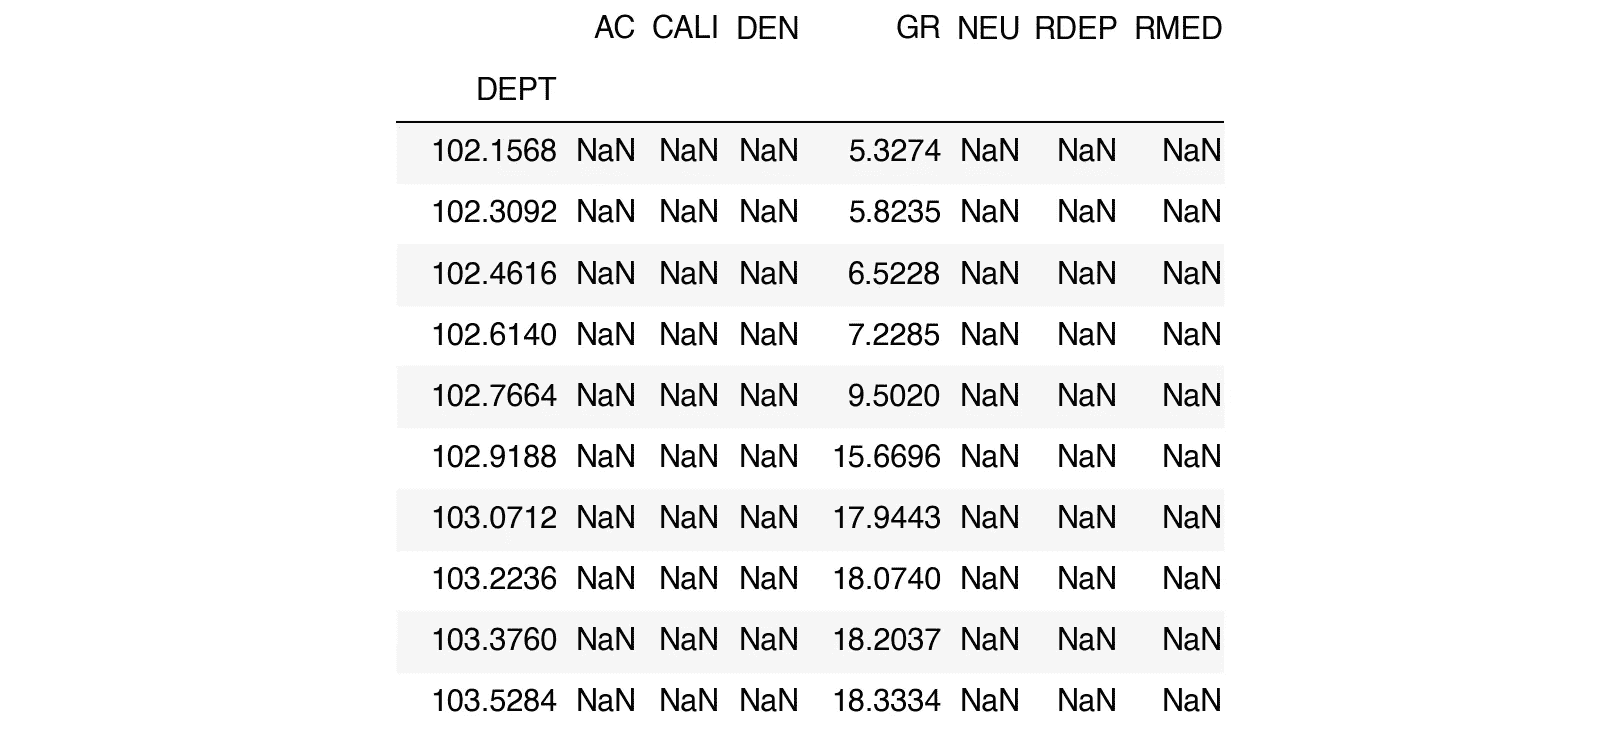 AC CALI DEN GR NEU RDEP RMED
DEPT
102.1568 NaN NaN NaN 5.3274 NaN NaN NaN
102.3092 NaN NaN NaN 5.8235 NaN NaN NaN
102.4616 NaN NaN NaN 6.5228 NaN NaN NaN
102.6140 NaN NaN NaN 7.2285 NaN NaN NaN
102.7664 NaN NaN NaN 9.5020 NaN NaN NaN
102.9188 NaN NaN NaN 15.6696 NaN NaN NaN
103.0712 NaN NaN NaN 17.9443 NaN NaN NaN
103.2236 NaN NaN NaN 18.0740 NaN NaN NaN
103.3760 NaN NaN NaN 18.2037 NaN NaN NaN
103.5284 NaN NaN NaN 18.3334 NaN NaN NaN